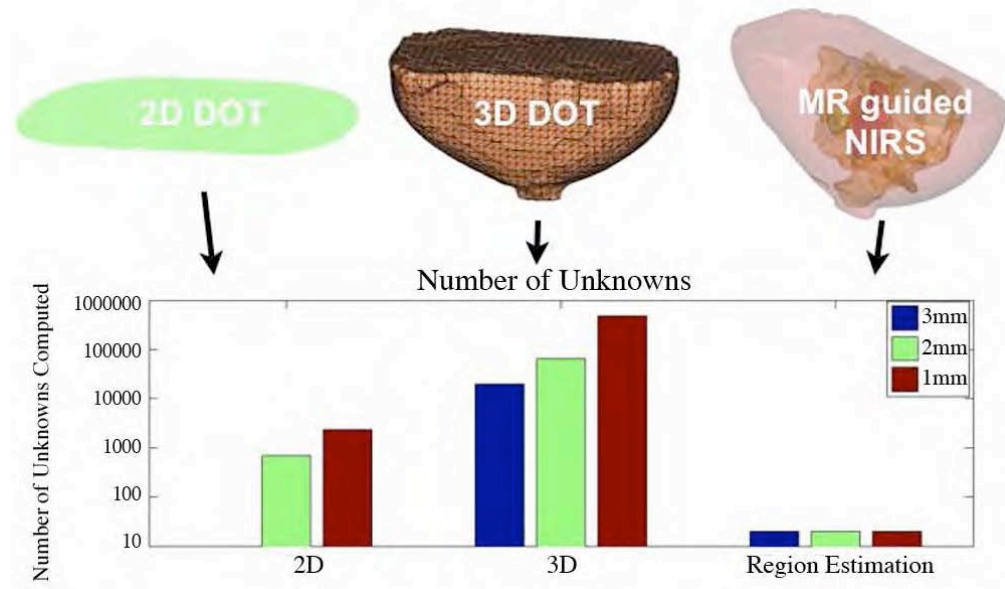 2D DOT
3D DOT
MR guided
NIRS
Number of Unknowns
Number of Unknowns Computed
1000000
100000
10000
1000
100
10
3mm
2mm
1mm
2D
3D
Region Estimation